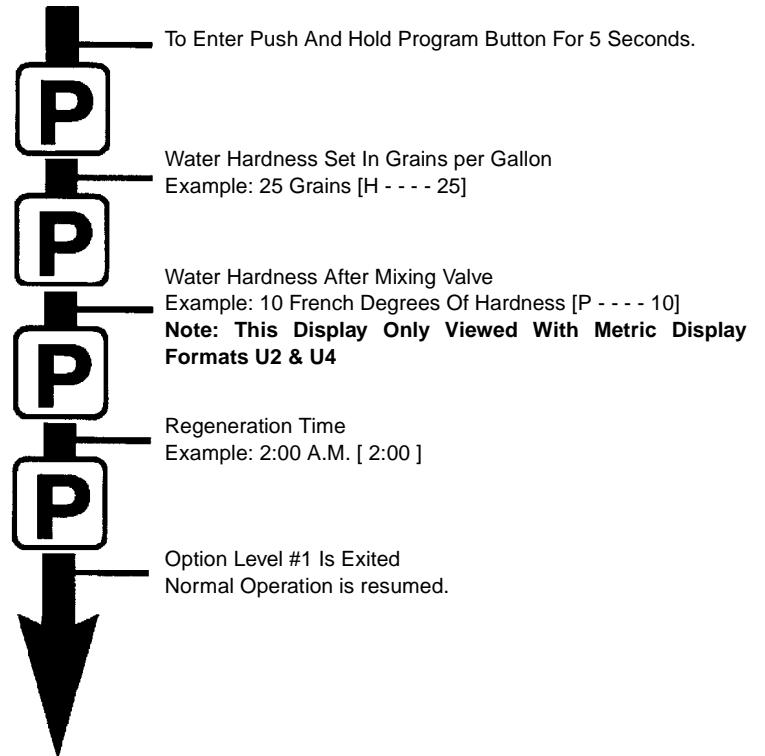 To Enter Push And Hold Program Button For 5 Seconds.
P
Water Hardness Set In Grains per Gallon
Example: 25 Grains [H - - - - 25]
P
Water Hardness After Mixing Valve
Example: 10 French Degrees Of Hardness [P - - - - 10]
Note: This Display Only Viewed With Metric Display
Formats U2 & U4
P
Regeneration Time
Example: 2:00 A.M. [ 2:00 ]
P
Option Level #1 Is Exited
Normal Operation is resumed.